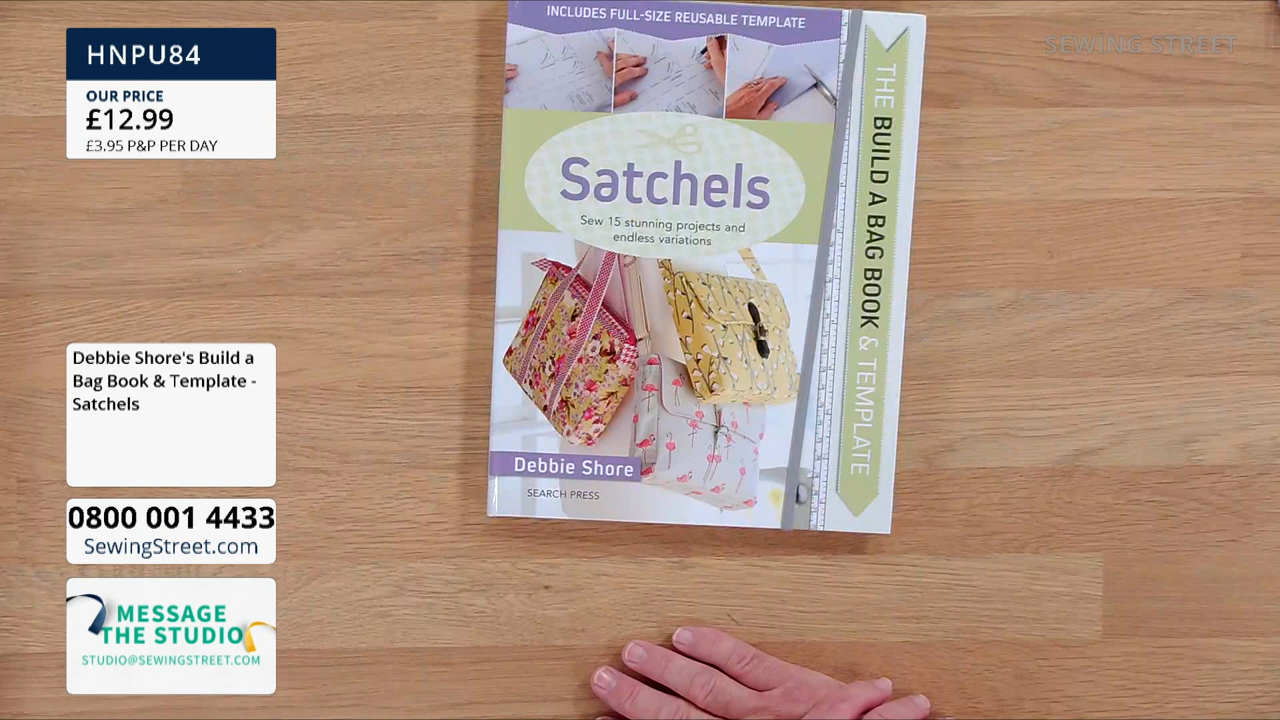 HNPU84
OUR PRICE
£12.99
£3.95 P&P PER DAY
Debbie Shore's Build a
Bag Book & Template -
Satchels
0800 001 4433
SewingStreet.com
MESSAGE
THE STUDIO
STUDIO@SEWINGSTREET.COM
INCLUDES FULL-SIZE REUSABLE TEMPLATE
Satchels
Sew 15 stunning projects and
endless variations
Debbie Shore
SEARCH PRESS
THE BUILD A BAG BOOK & TEMPLATE
SEWING STREET